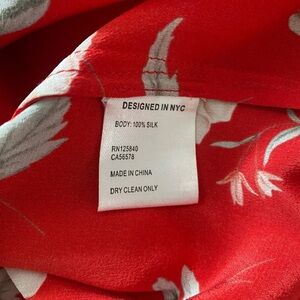 DESIGNED IN NYC
BODY: 100% SILK
RN125840
CA56578
MADE IN CHINA
DRY CLEAN ONLY